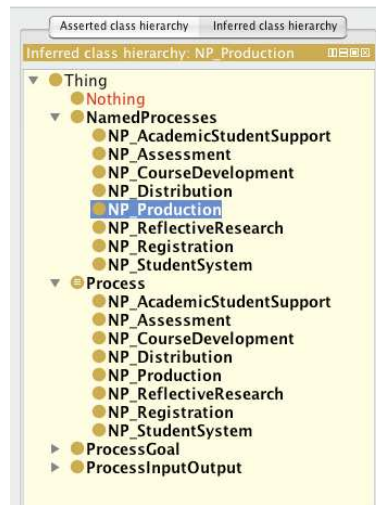 Asserted class hierarchy Inferred class hierarchy
Inferred class hierarchy: NP_Production
Thing
Nothing
NamedProcesses
NP_AcademicStudentSupport
NP_Assessment
NP_CourseDevelopment
NP_Distribution
NP_Production
NP_ReflectiveResearch
NP_Registration
NP_StudentSystem
Process
NP_AcademicStudentSupport
NP_Assessment
NP_CourseDevelopment
NP_Distribution
NP_Production
NP_ReflectiveResearch
NP_Registration
NP_StudentSystem
ProcessGoal
ProcessInputOutput